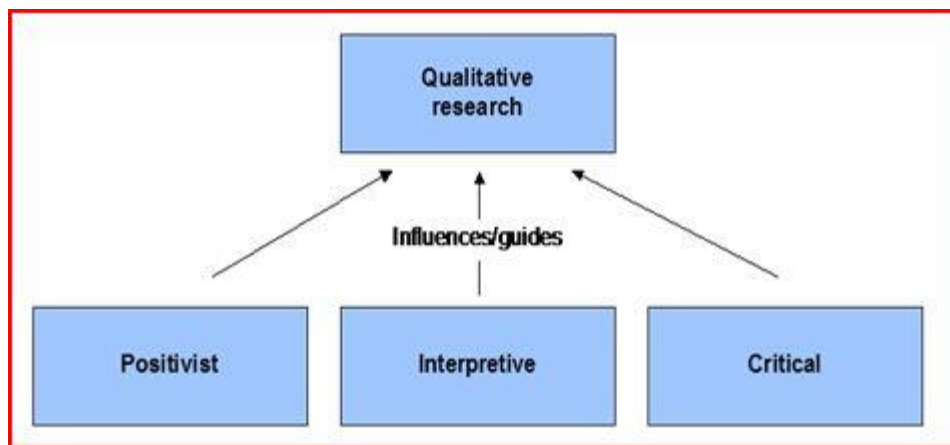 Qualitative
research
Influences/guides
Positivist
Interpretive
Critical